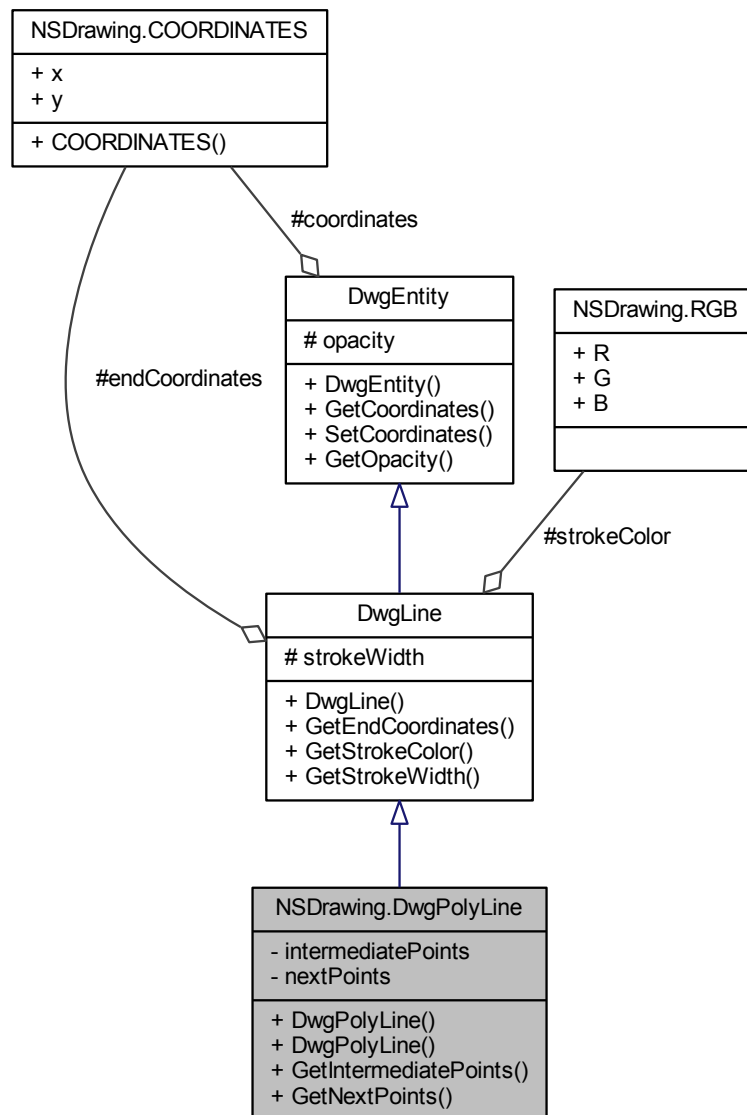 NSDrawing.COORDINATES
+ x
+ y
+ COORDINATES()
#coordinates
DwgEntity
# opacity
+ DwgEntity()
+ GetCoordinates()
+ SetCoordinates()
+ GetOpacity()
NSDrawing.RGB
+ R
+ G
+ B
#endCoordinates
#strokeColor
DwgLine
# strokeWidth
+ DwgLine()
+ GetEndCoordinates()
+ GetStrokeColor()
+ GetStrokeWidth()
NSDrawing.DwgPolyLine
- intermediatePoints
- nextPoints
+ DwgPolyLine()
+ DwgPolyLine()
+ GetIntermediatePoints()
+ GetNextPoints()